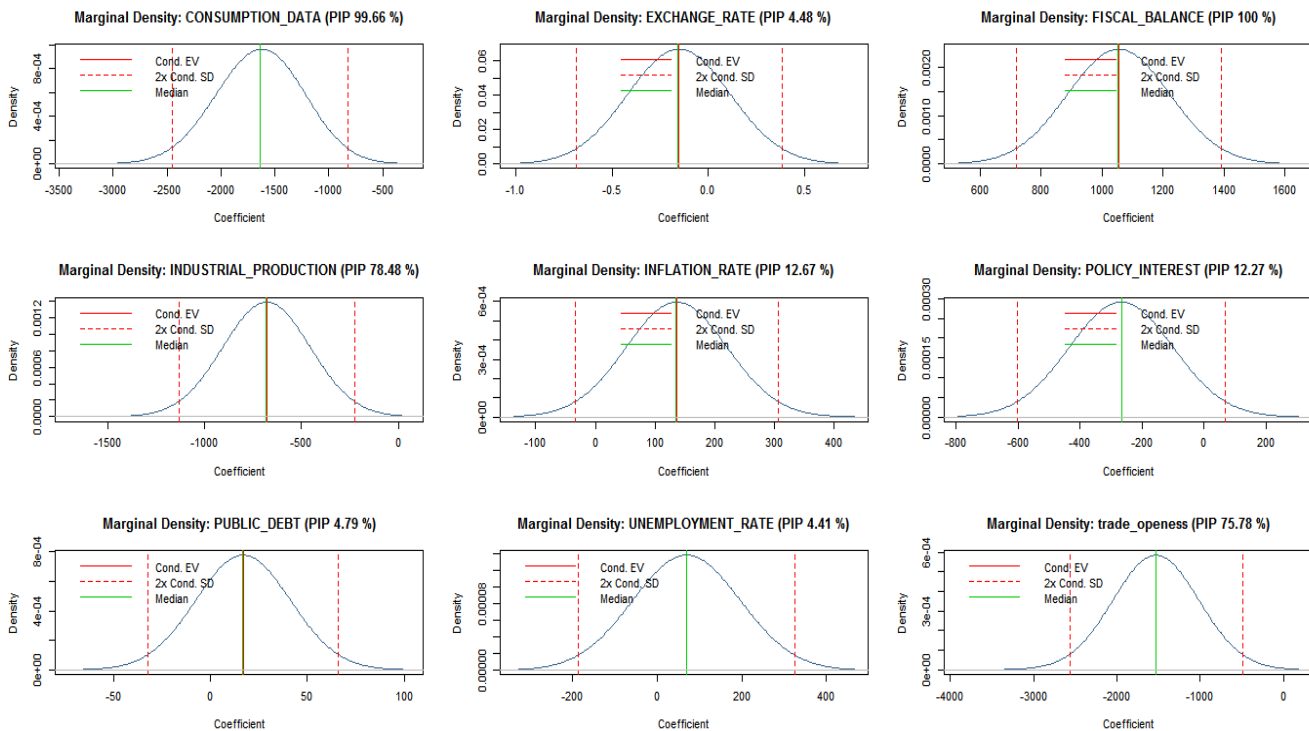 Marginal Density: CONSUMPTION_DATA (PIP 99.66 %)
Density
0e+00 4e-04 8e-04
Cond. EV
2x Cond. SD
Median
-3500 -3000 -2500 -2000 -1500 -1000 -500
Coefficient
Marginal Density: EXCHANGE_RATE (PIP 4.48 %)
Density
0.00 0.02 0.04 0.06
Cond. EV
2x Cond. SD
Median
-1.0 -0.5 0.0 0.5
Coefficient
Marginal Density: FISCAL_BALANCE (PIP 100 %)
Density
0.0000 0.0010 0.0020
Cond. EV
2x Cond. SD
Median
600 800 1000 1200 1400 1600
Coefficient
Marginal Density: INDUSTRIAL_PRODUCTION (PIP 78.48 %)
Density
0.0000 0.0006 0.0012
Cond. EV
2x Cond. SD
Median
-1500 -1000 -500 0
Coefficient
Marginal Density: INFLATION_RATE (PIP 12.67 %)
Density
0e+00 3e-04 6e-04
Cond. EV
2x Cond. SD
Median
-100 0 100 200 300 400
Coefficient
Marginal Density: POLICY_INTEREST (PIP 12.27 %)
Density
0.00000 0.00015 0.00030
Cond. EV
2x Cond. SD
Median
-800 -600 -400 -200 0 200
Coefficient
Marginal Density: PUBLIC_DEBT (PIP 4.79 %)
Density
0e+00 4e-04 8e-04
Cond. EV
2x Cond. SD
Median
-50 0 50 100
Coefficient
Marginal Density: UNEMPLOYMENT_RATE (PIP 4.41 %)
Density
0.00000 0.00008
Cond. EV
2x Cond. SD
Median
-200 0 200 400
Coefficient
Marginal Density: trade_openess (PIP 75.78 %)
Density
0e+00 3e-04 6e-04
Cond. EV
2x Cond. SD
Median
-4000 -3000 -2000 -1000 0
Coefficient